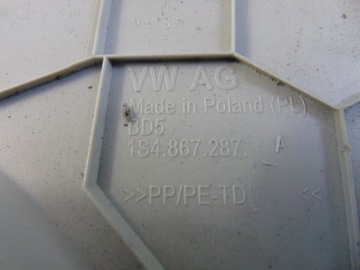 VW AG
Made in Poland (PL)
BD5
1S4.867.287. A
>>PP/PE-TD <<